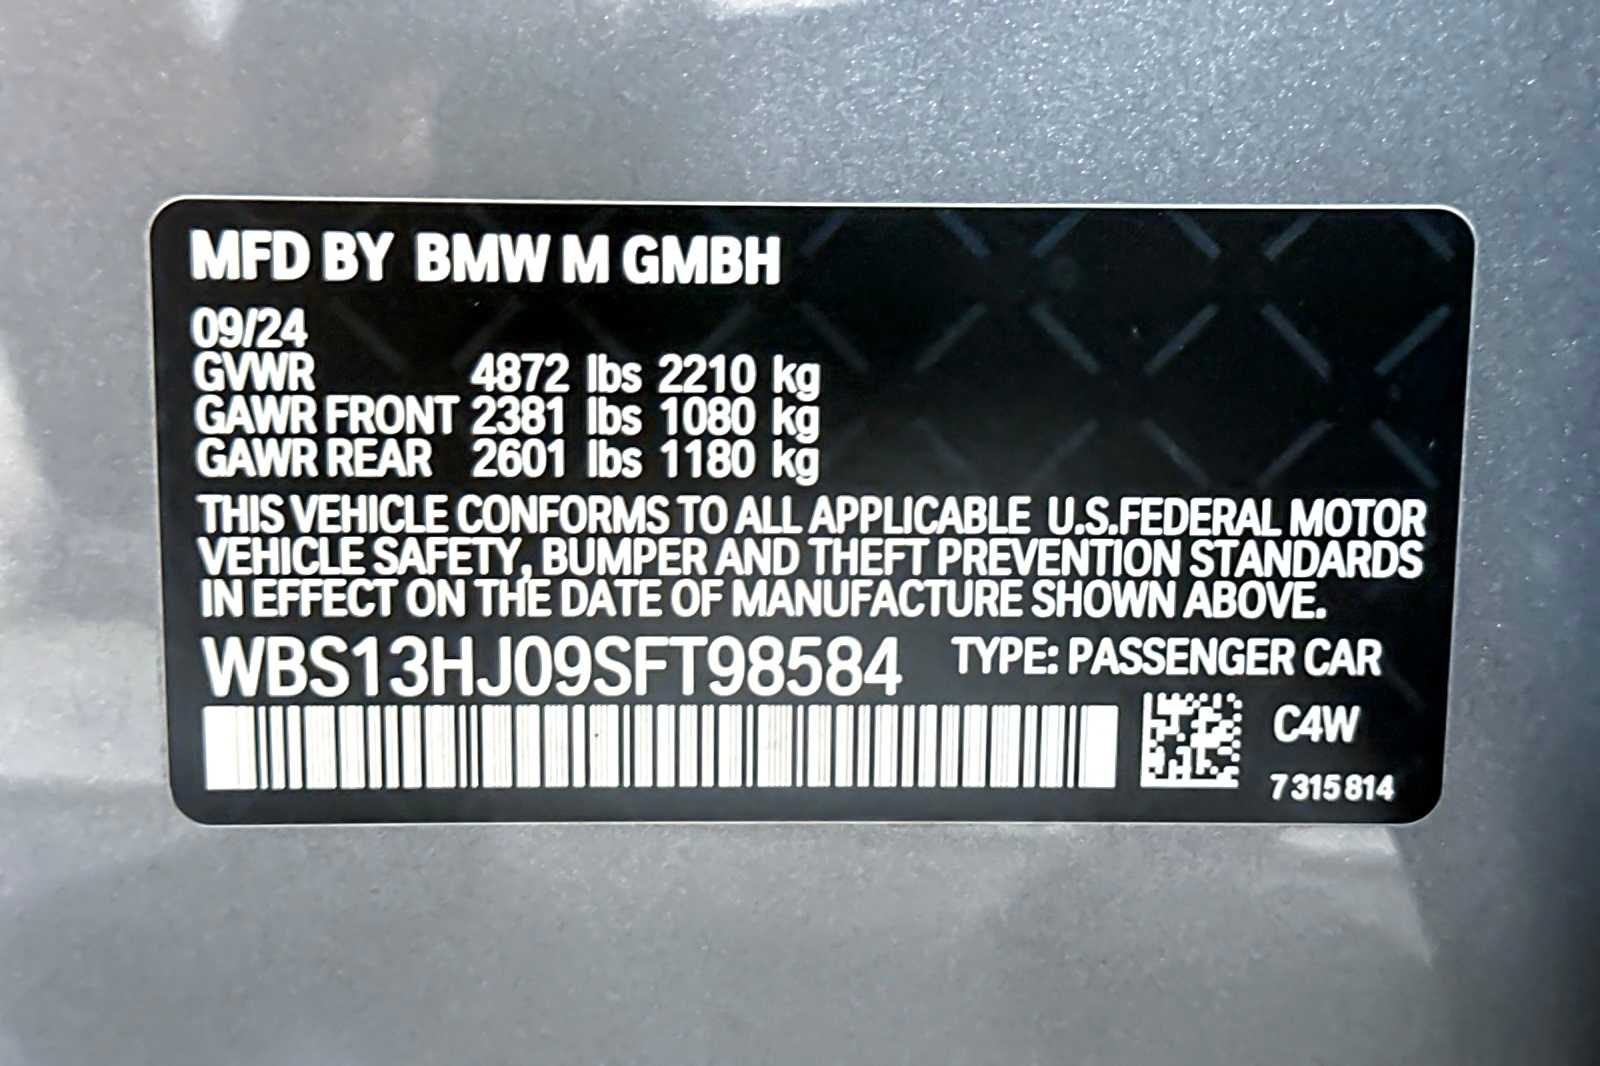 MFD BY BMW M GMBH
09/24
GVWR 4872 lbs 2210 kg
GAWR FRONT 2381 lbs 1080 kg
GAWR REAR 2601 lbs 1180 kg
THIS VEHICLE CONFORMS TO ALL APPLICABLE U.S.FEDERAL MOTOR
VEHICLE SAFETY, BUMPER AND THEFT PREVENTION STANDARDS
IN EFFECT ON THE DATE OF MANUFACTURE SHOWN ABOVE.
WBS13HJ09SFT98584 TYPE: PASSENGER CAR
C4W
7 315 814